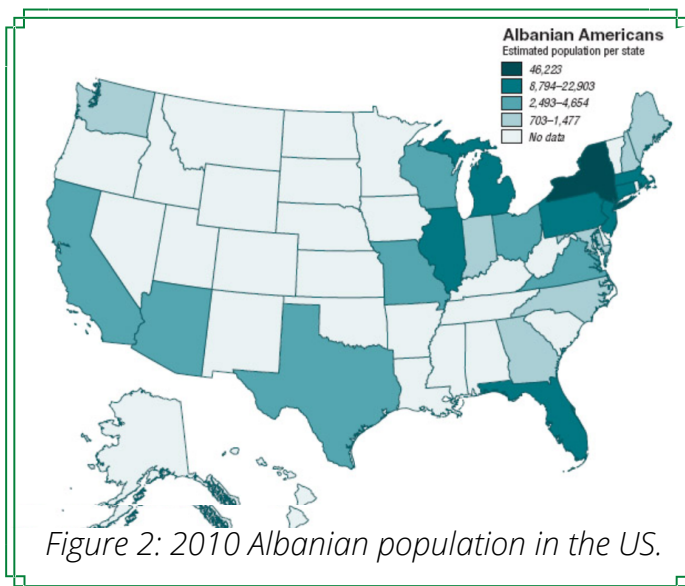 Albanian Americans
Estimated population per state
46,223
8,794–22,903
2,493–4,654
703–1,477
No data
Figure 2: 2010 Albanian population in the US.